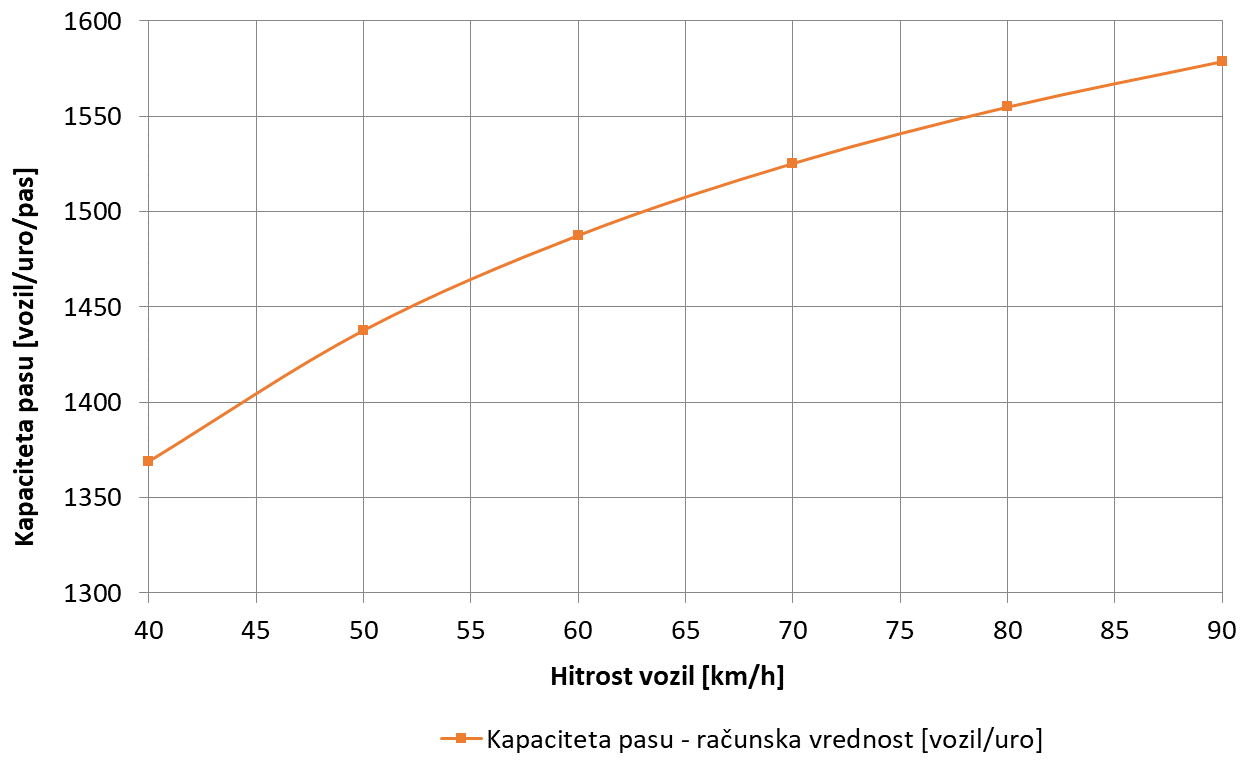 1600
1550
1500
1450
1400
1350
1300
Kapaciteta pasu [vozil/uro/pas]
40 45 50 55 60 65 70 75 80 85 90
Hitrost vozil [km/h]
Kapaciteta pasu - računska vrednost [vozil/uro]